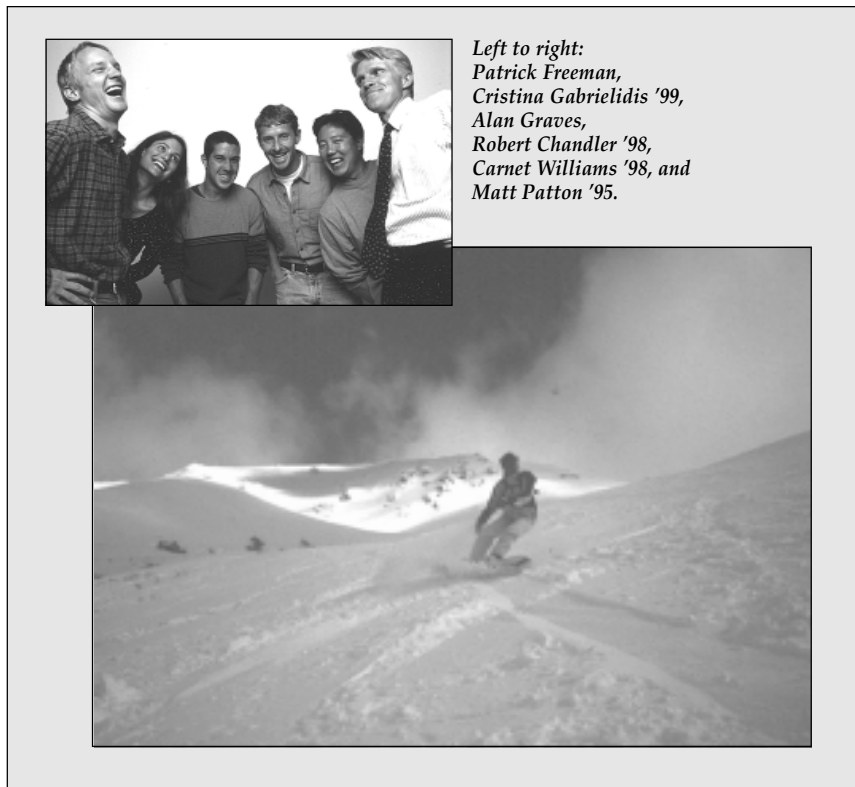 Left to right:
Patrick Freeman,
Cristina Gabrielidis ’99,
Alan Graves,
Robert Chandler ’98,
Carnet Williams ’98, and
Matt Patton ’95.